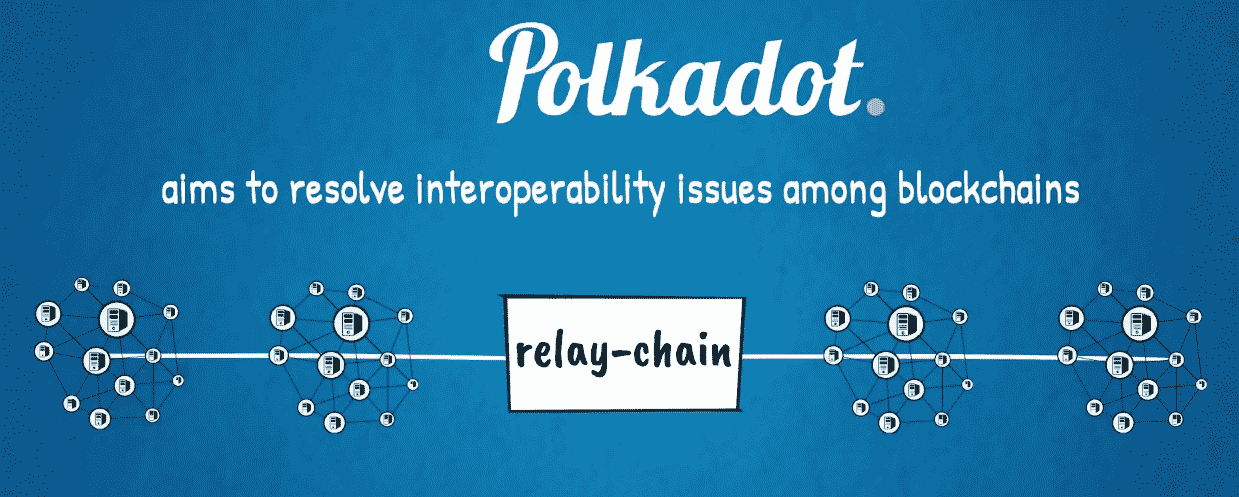 Polkadot.
aims to resolve interoperability issues among blockchains
relay-chain